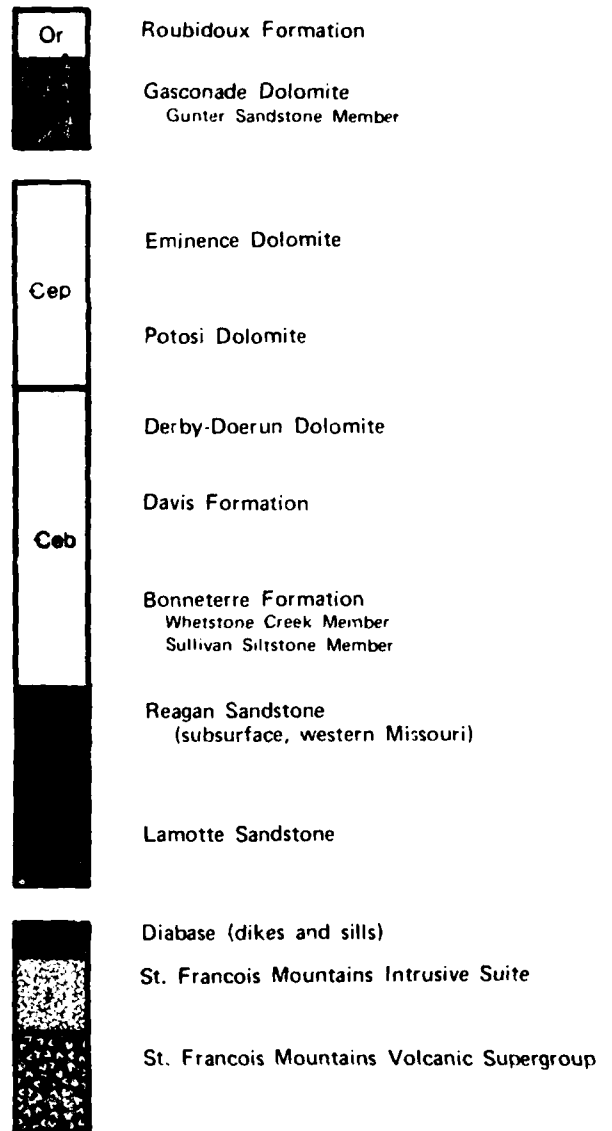 Or
Roubidoux Formation
Gasconade Dolomite
Gunter Sandstone Member
Eminence Dolomite
Єep
Potosi Dolomite
Derby-Doerun Dolomite
Davis Formation
Єeb
Bonneterre Formation
Whetstone Creek Member
Sullivan Siltstone Member
Reagan Sandstone
(subsurface, western Missouri)
Lamotte Sandstone
Diabase (dikes and sills)
St. Francois Mountains Intrusive Suite
St. Francois Mountains Volcanic Supergroup